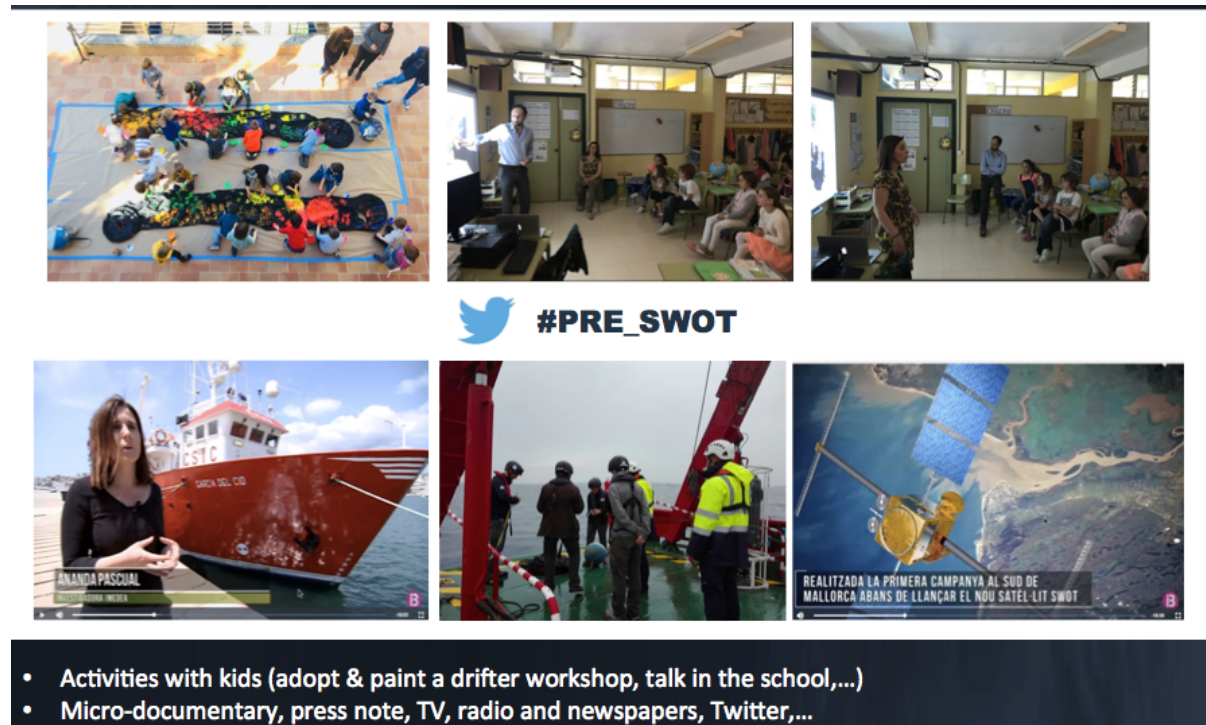 #PRE_SWOT
CSIC
GARCIA DEL CID
ANANDA PASCUAL
INVESTIGADORA IMEDEA
B
REALITZADA LA PRIMERA CAMPANYA AL SUD DE
MALLORCA ABANS DE LLANÇAR EL NOU SATÈL·LIT SWOT
B
• Activities with kids (adopt & paint a drifter workshop, talk in the school,...)
• Micro-documentary, press note, TV, radio and newspapers, Twitter,...